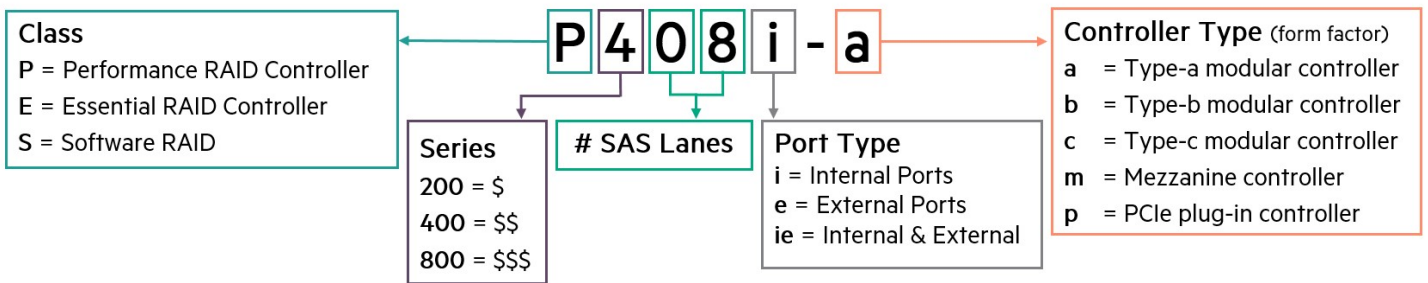 P408i-a
Class
P = Performance RAID Controller
E = Essential RAID Controller
S = Software RAID
Series
200 = $
400 = $$
800 = $$$
# SAS Lanes
Port Type
i = Internal Ports
e = External Ports
ie = Internal & External
Controller Type (form factor)
a = Type-a modular controller
b = Type-b modular controller
c = Type-c modular controller
m = Mezzanine controller
p = PCIe plug-in controller